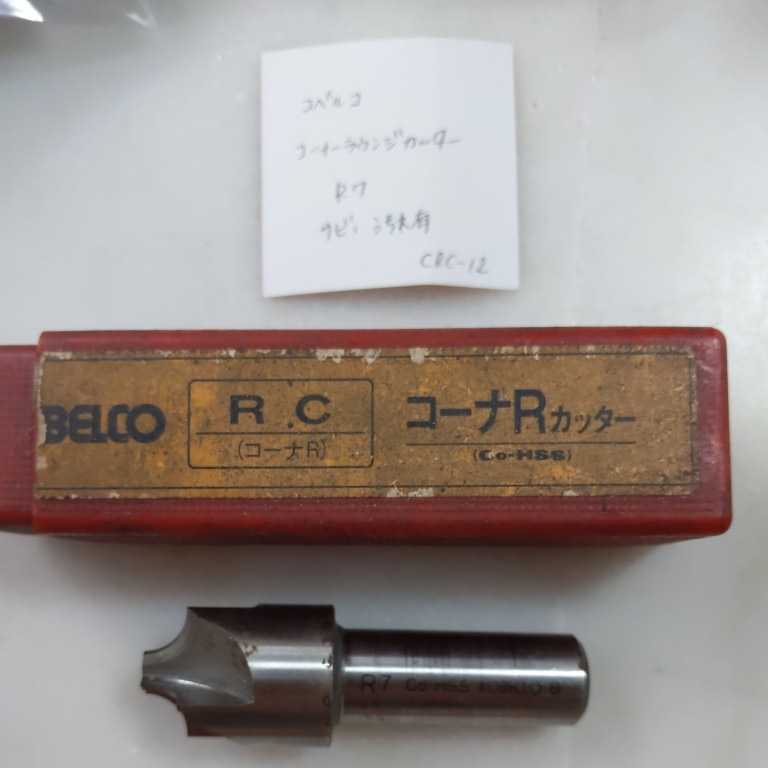 コベルコ
コーナーラウンジカーター
R7
サビ、汚れ有
CRC-12
BELCO
R.C
(コーナR)
コーナRカッター
(Co-HSS)
R7 Co-HSS